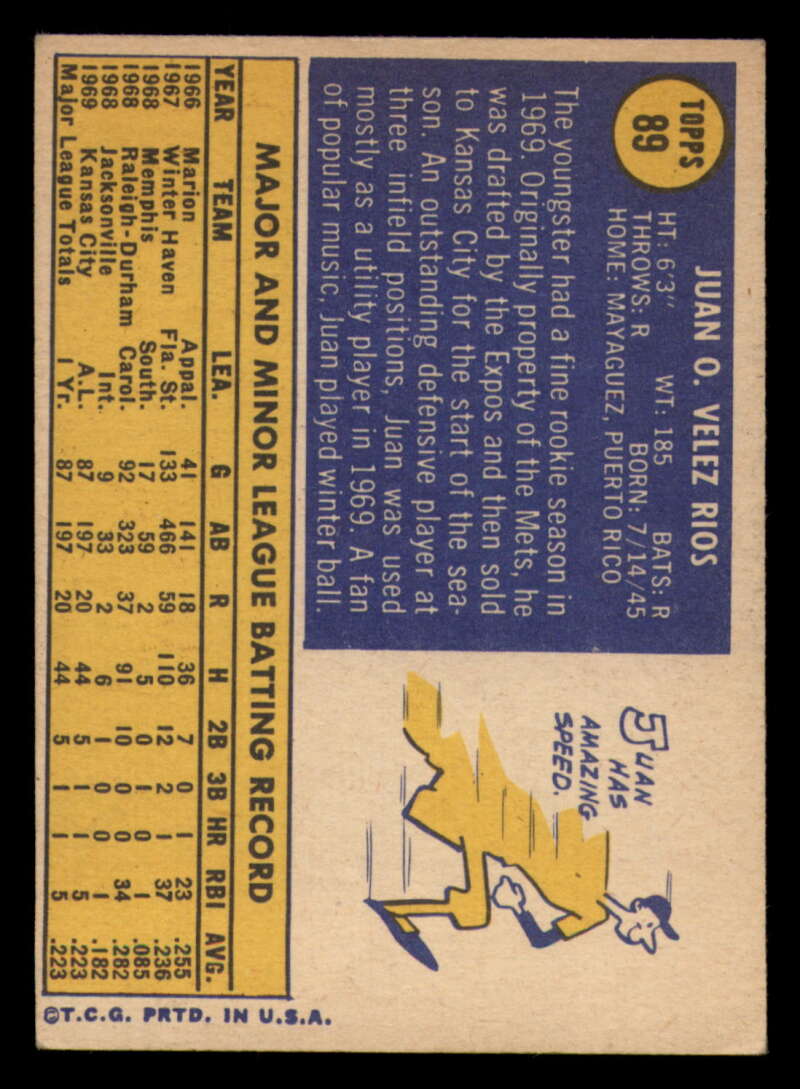 TOPPS
89
JUAN O. VELEZ RIOS
HT: 6'3" WT: 185 BATS: R
THROWS: R BORN: 7/14/45
HOME: MAYAGUEZ, PUERTO RICO
The youngster had a fine rookie season in
1969. Originally property of the Mets, he
was drafted by the Expos and then sold
to Kansas City for the start of the sea-
son. An outstanding defensive player at
three infield positions, Juan was used
mostly as a utility player in 1969. A fan
of popular music, Juan played winter ball.
JUAN
HAS
AMAZING
SPEED.
MAJOR AND MINOR LEAGUE BATTING RECORD
YEAR TEAM LEA. G AB R H 2B 3B HR RBI AVG.
1966 Marion Appal. 41 141 18 36 7 0 1 23 .255
1967 Winter Haven Fla. St. 133 466 59 110 12 2 1 37 .236
1968 Memphis South. 17 59 2 5 0 1 0 1 .085
1968 Raleigh-Durham Carol. 92 323 37 91 10 0 0 34 .282
1968 Jacksonville Int. 9 33 2 6 1 0 0 1 .182
1969 Kansas City A.L. 87 197 20 44 5 1 1 5 .223
Major League Totals 1 Yr. 87 197 20 44 5 1 1 5 .223
©T.C.G. PRTD. IN U.S.A.